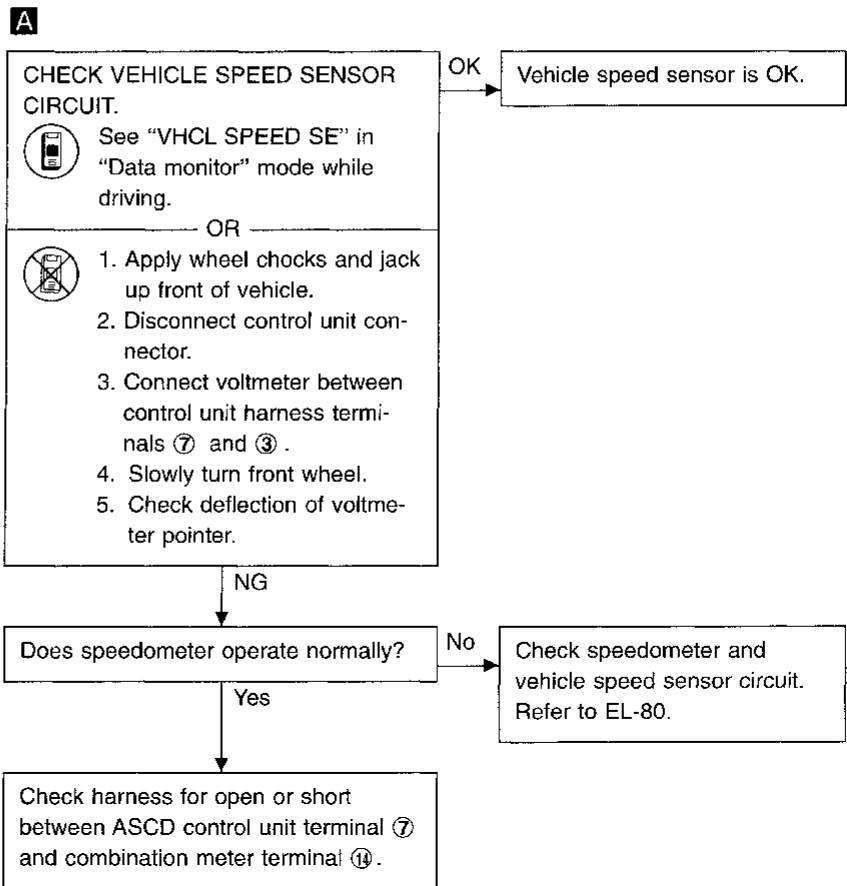 A
CHECK VEHICLE SPEED SENSOR
CIRCUIT.
See “VHCL SPEED SE” in
“Data monitor” mode while
driving.
OR
1. Apply wheel chocks and jack
up front of vehicle.
2. Disconnect control unit con-
nector.
3. Connect voltmeter between
control unit harness termi-
nals ⑦ and ③ .
4. Slowly turn front wheel.
5. Check deflection of voltme-
ter pointer.
OK
Vehicle speed sensor is OK.
NG
Does speedometer operate normally?
No
Check speedometer and
vehicle speed sensor circuit.
Refer to EL-80.
Yes
Check harness for open or short
between ASCD control unit terminal ⑦
and combination meter terminal ⑭ .